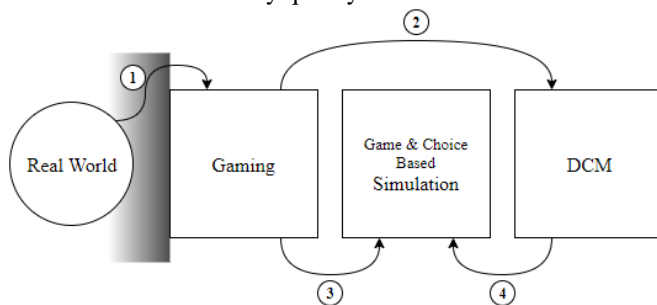 1
2
Real World
Gaming
Game & Choice
Based
Simulation
DCM
3
4